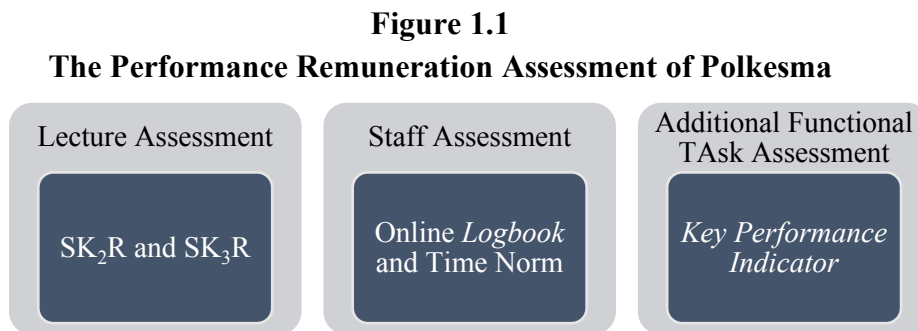 Figure 1.1
The Performance Remuneration Assessment of Polkesma
Lecture Assessment
SK₂R and SK₃R
Staff Assessment
Online Logbook
and Time Norm
Additional Functional
TAsk Assessment
Key Performance
Indicator